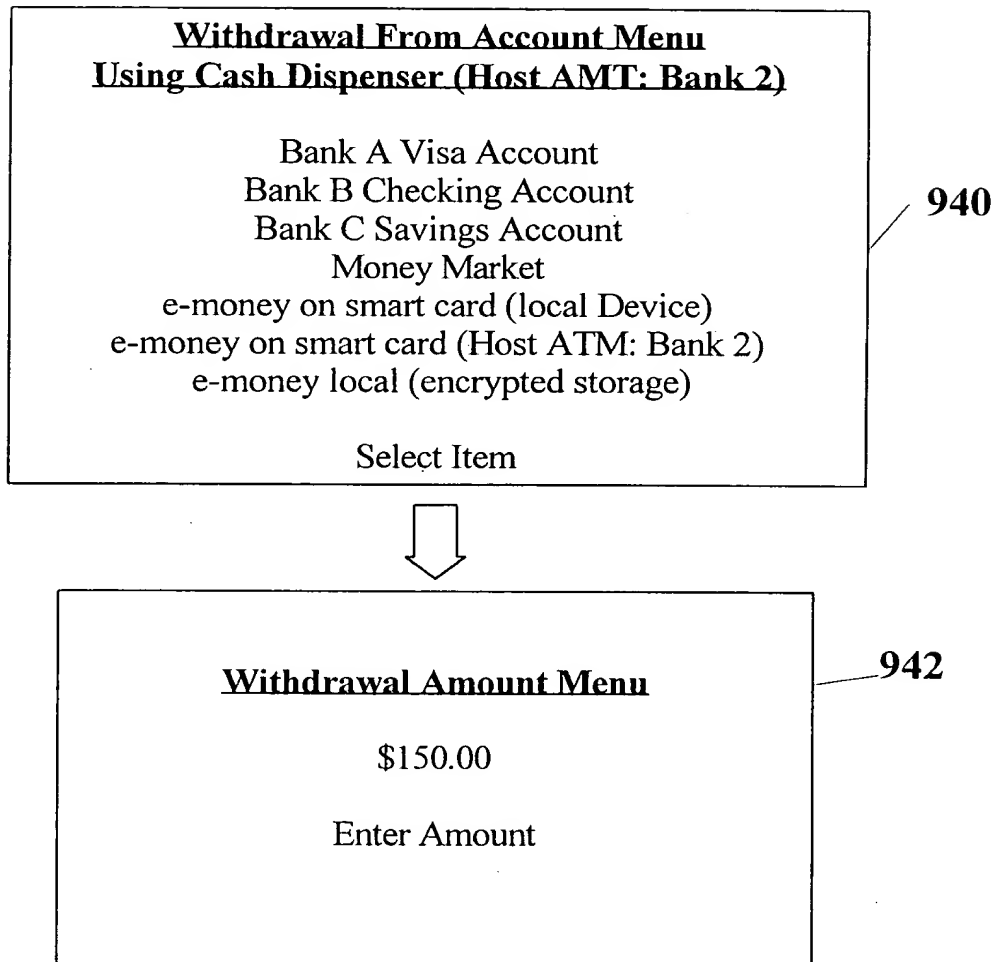 Withdrawal From Account Menu
Using Cash Dispenser (Host AMT: Bank 2)
Bank A Visa Account
Bank B Checking Account
Bank C Savings Account
Money Market
e-money on smart card (local Device)
e-money on smart card (Host ATM: Bank 2)
e-money local (encrypted storage)
Select Item
940
Withdrawal Amount Menu
942
$150.00
Enter Amount